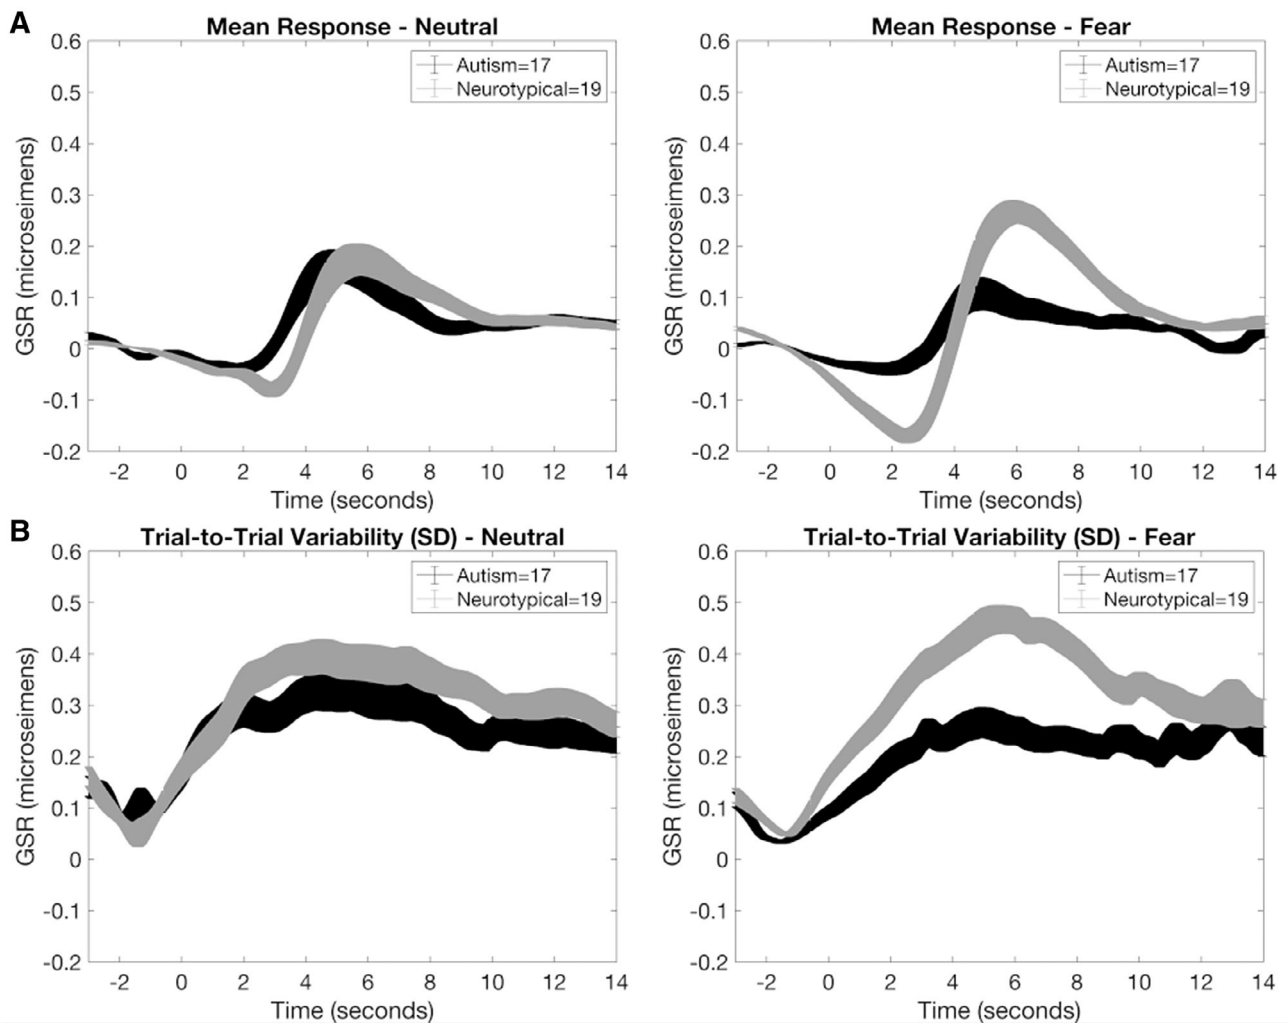 A
Mean Response - Neutral
0.6
0.5
0.4
0.3
0.2
0.1
0
-0.1
-0.2
GSR (microseimens)
Autism=17
Neurotypical=19
-2 0 2 4 6 8 10 12 14
Time (seconds)
Mean Response - Fear
0.6
0.5
0.4
0.3
0.2
0.1
0
-0.1
-0.2
GSR (microseimens)
Autism=17
Neurotypical=19
-2 0 2 4 6 8 10 12 14
Time (seconds)
B
Trial-to-Trial Variability (SD) - Neutral
0.6
0.5
0.4
0.3
0.2
0.1
0
-0.1
-0.2
GSR (microseimens)
Autism=17
Neurotypical=19
-2 0 2 4 6 8 10 12 14
Time (seconds)
Trial-to-Trial Variability (SD) - Fear
0.6
0.5
0.4
0.3
0.2
0.1
0
-0.1
-0.2
GSR (microseimens)
Autism=17
Neurotypical=19
-2 0 2 4 6 8 10 12 14
Time (seconds)